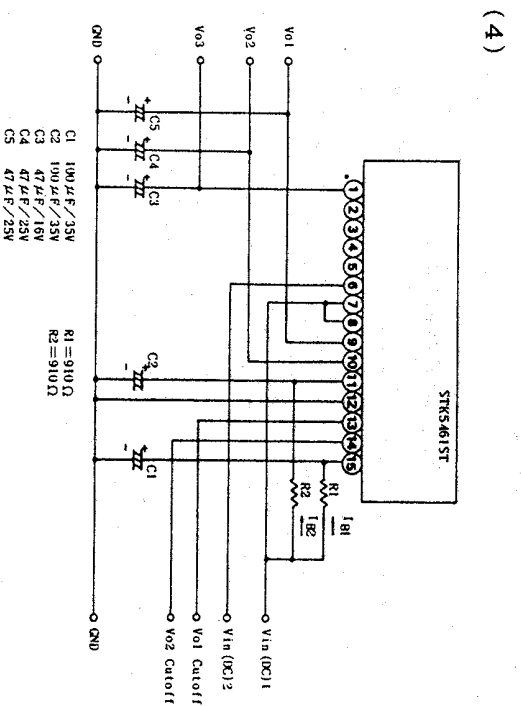 (4)
STK5461ST
1
2
3
4
5
6
7
8
9
10
11
12
13
14
15
Vo1
Vo2
Vo3
GND
+ - C5
+ - C4
+ - C3
+ - C2
+ - C1
R1
IB1
R2
IB2
Vin(DC)1
Vin(DC)2
Vo1 Cutoff
Vo2 Cutoff
GND
C1 100μF/35V
C2 100μF/35V
C3 47μF/16V
C4 47μF/25V
C5 47μF/25V
R1=910Ω
R2=910Ω